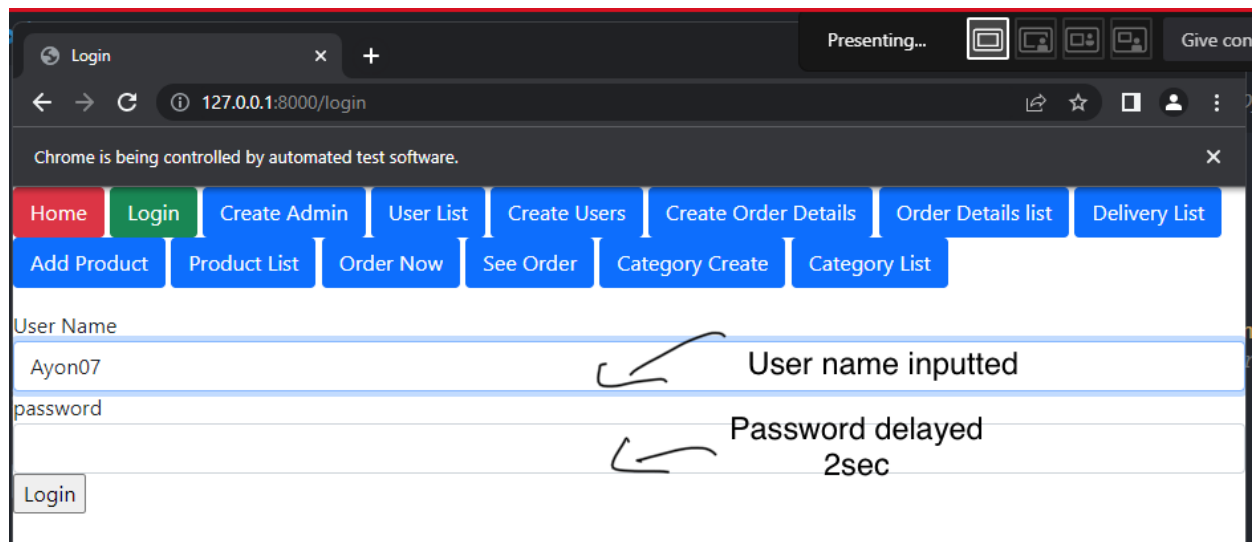 Presenting...
Give con
Login
127.0.0.1:8000/login
Chrome is being controlled by automated test software.
Home Login Create Admin User List Create Users Create Order Details Order Details list Delivery List
Add Product Product List Order Now See Order Category Create Category List
User Name
Ayon07
User name inputted
password
Password delayed
2sec
Login